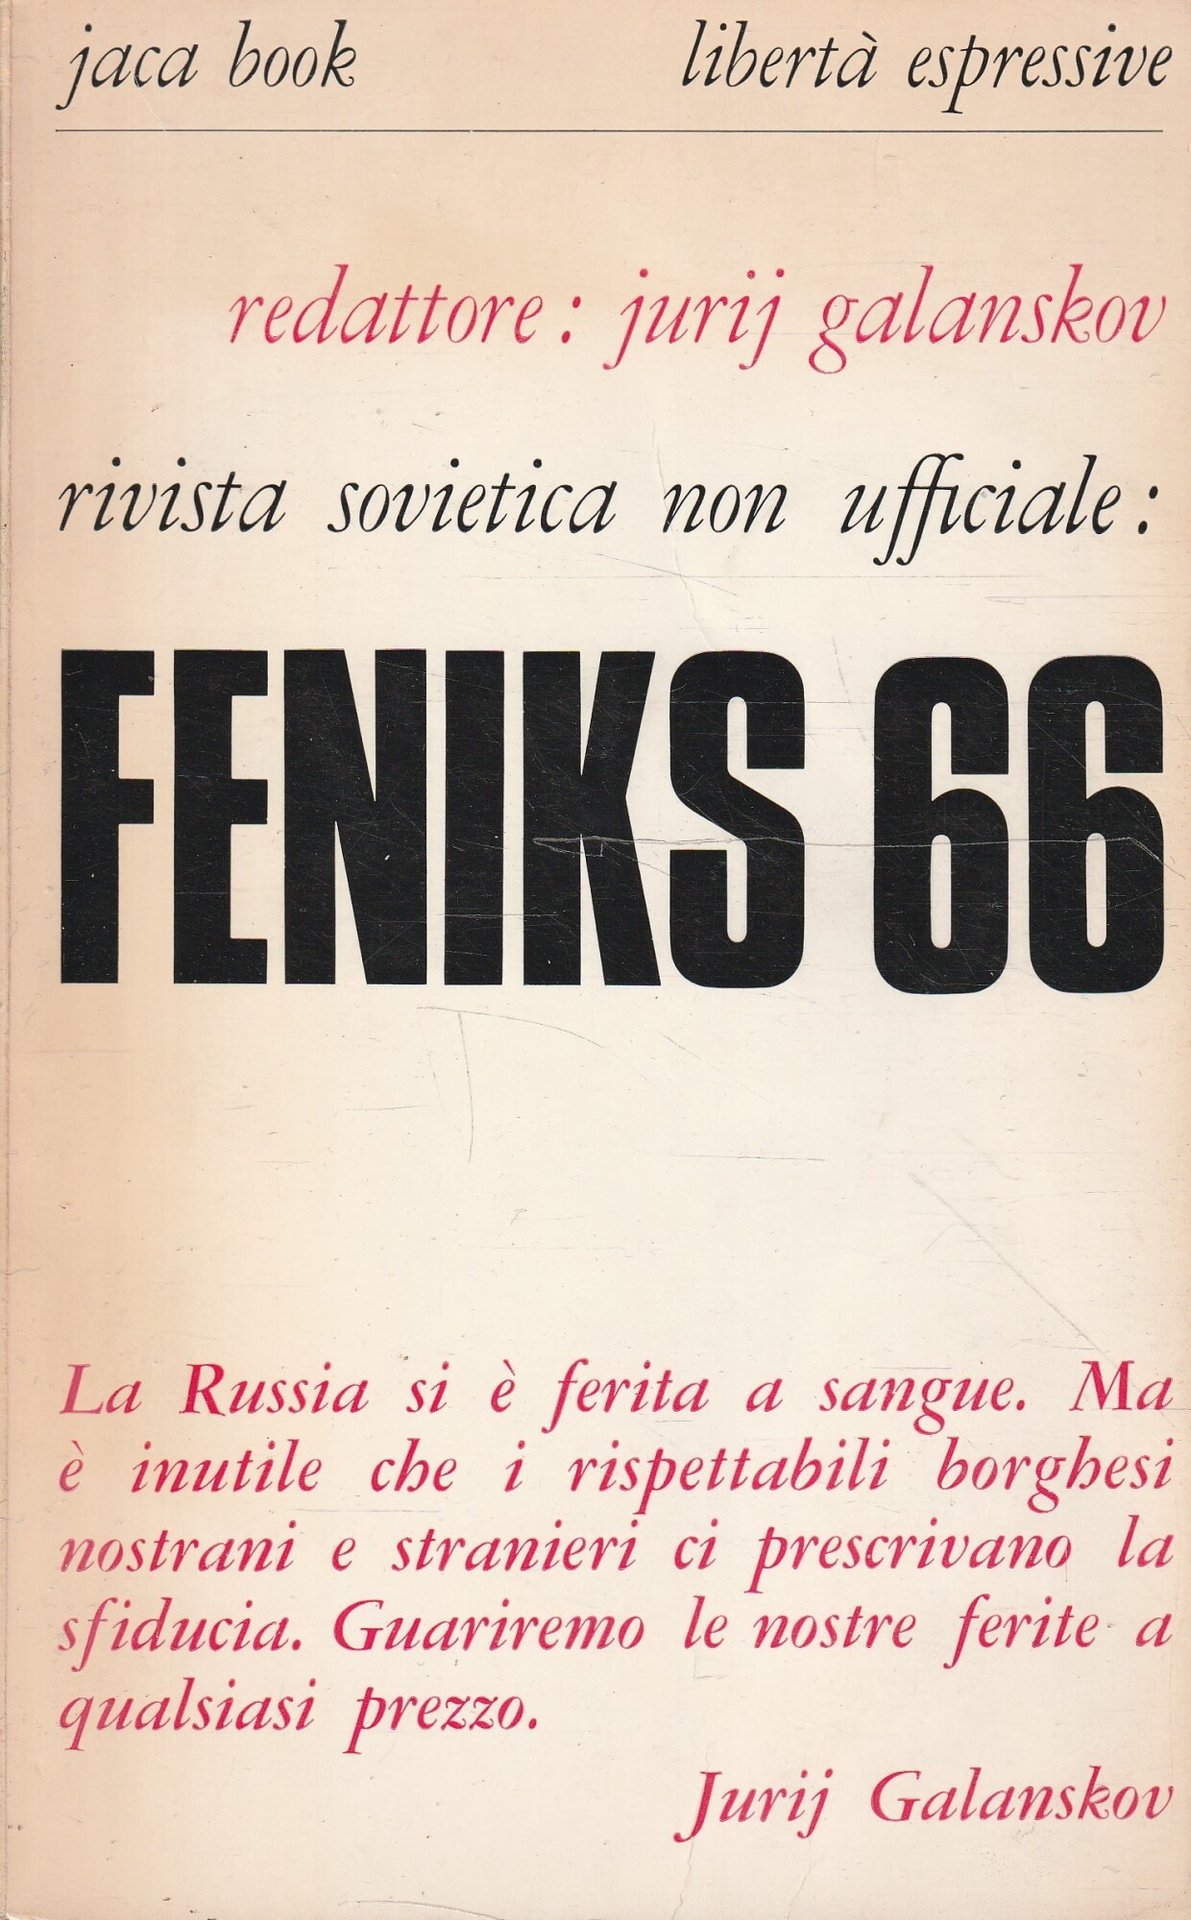 jaca book libertà espressive
redattore: jurij galanskov
rivista sovietica non ufficiale:
FENIKS 66
La Russia si è ferita a sangue. Ma
è inutile che i rispettabili borghesi
nostrani e stranieri ci prescrivano la
sfiducia. Guariremo le nostre ferite a
qualsiasi prezzo.
Jurij Galanskov